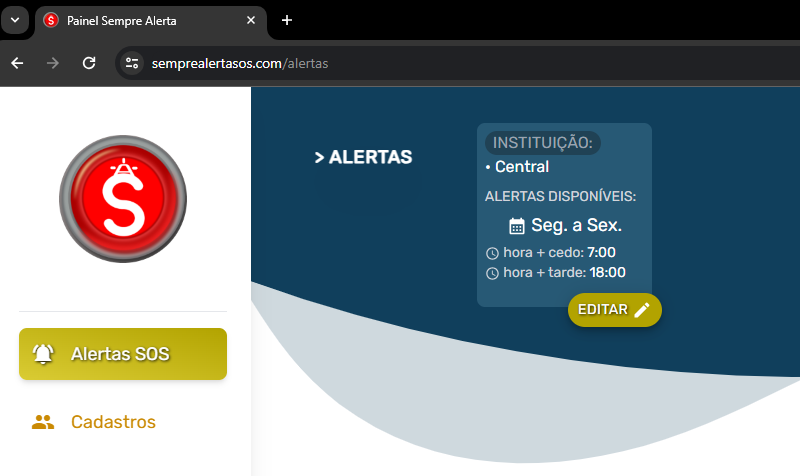 Painel Sempre Alerta
semprealertasos.com/alertas
S
> ALERTAS
INSTITUIÇÃO:
• Central
ALERTAS DISPONÍVEIS:
Seg. a Sex.
hora + cedo: 7:00
hora + tarde: 18:00
EDITAR
Alertas SOS
Cadastros